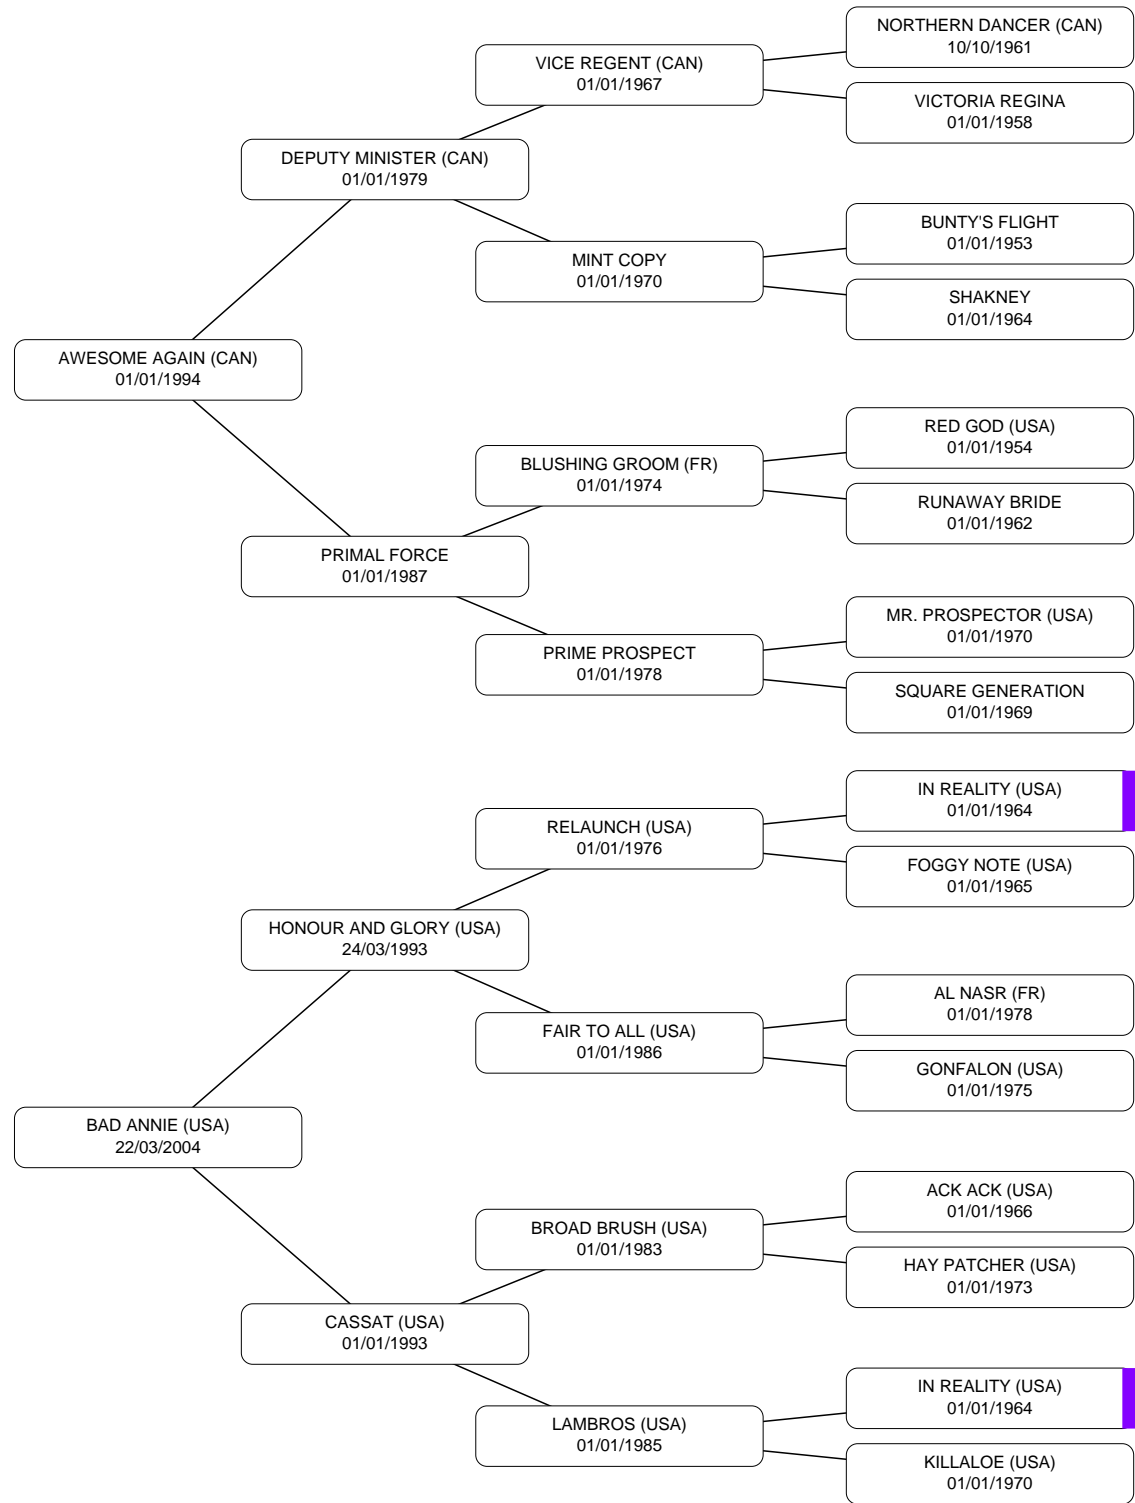 NORTHERN DANCER (CAN)
10/10/1961
VICE REGENT (CAN)
01/01/1967
VICTORIA REGINA
01/01/1958
DEPUTY MINISTER (CAN)
01/01/1979
BUNTY'S FLIGHT
01/01/1953
MINT COPY
01/01/1970
SHAKNEY
01/01/1964
AWESOME AGAIN (CAN)
01/01/1994
RED GOD (USA)
01/01/1954
BLUSHING GROOM (FR)
01/01/1974
RUNAWAY BRIDE
01/01/1962
PRIMAL FORCE
01/01/1987
MR. PROSPECTOR (USA)
01/01/1970
PRIME PROSPECT
01/01/1978
SQUARE GENERATION
01/01/1969
IN REALITY (USA)
01/01/1964
RELAUNCH (USA)
01/01/1976
FOGGY NOTE (USA)
01/01/1965
HONOUR AND GLORY (USA)
24/03/1993
AL NASR (FR)
01/01/1978
FAIR TO ALL (USA)
01/01/1986
GONFALON (USA)
01/01/1975
BAD ANNIE (USA)
22/03/2004
ACK ACK (USA)
01/01/1966
BROAD BRUSH (USA)
01/01/1983
HAY PATCHER (USA)
01/01/1973
CASSAT (USA)
01/01/1993
IN REALITY (USA)
01/01/1964
LAMBROS (USA)
01/01/1985
KILLALOE (USA)
01/01/1970